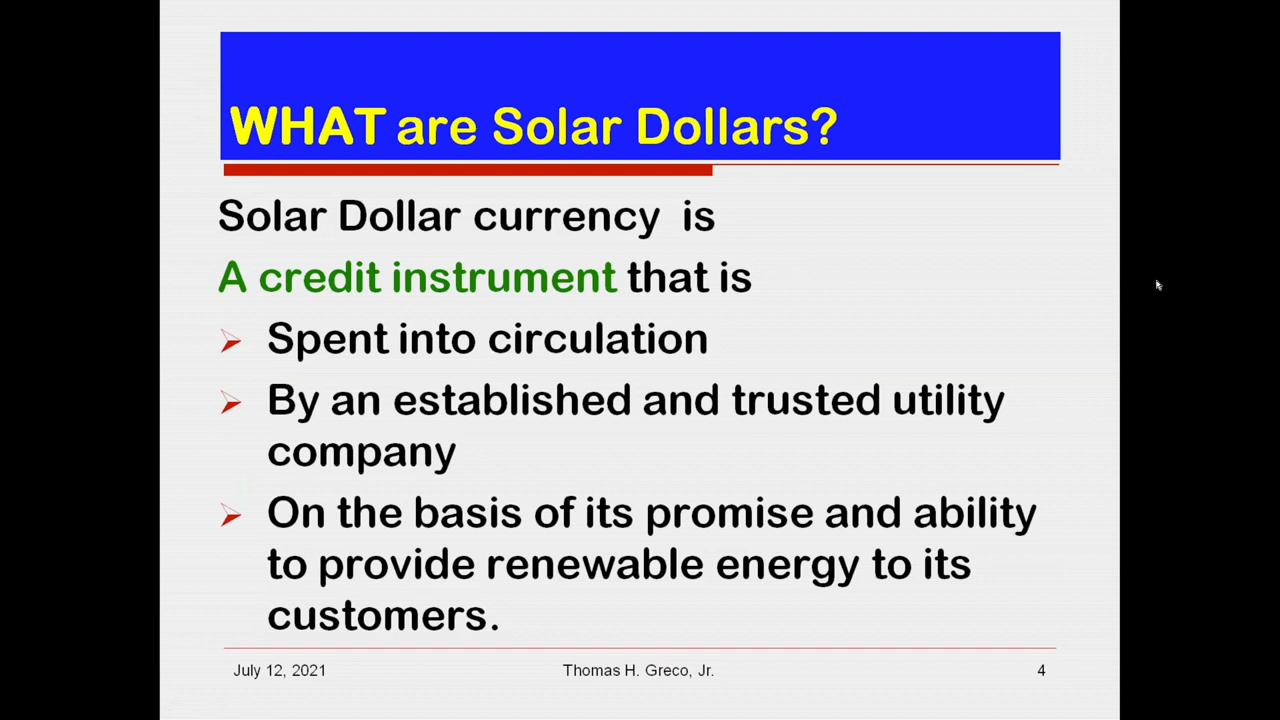 WHAT are Solar Dollars?
Solar Dollar currency is
A credit instrument that is
Spent into circulation
By an established and trusted utility
company
On the basis of its promise and ability
to provide renewable energy to its
customers.
July 12, 2021 Thomas H. Greco, Jr. 4